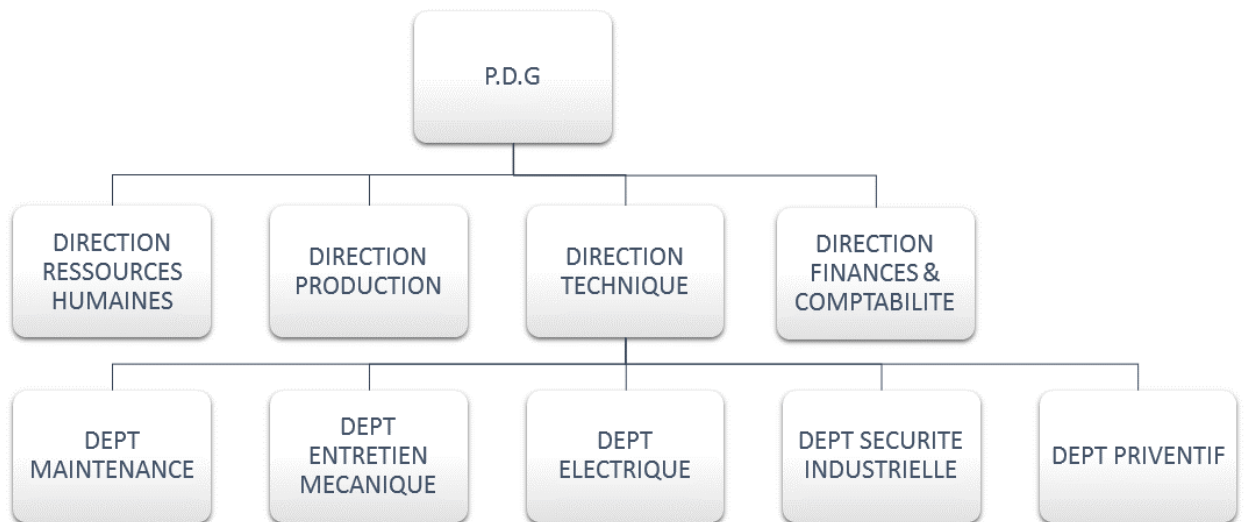 P.D.G
DIRECTION
RESSOURCES
HUMAINES
DIRECTION
PRODUCTION
DIRECTION
TECHNIQUE
DIRECTION
FINANCES &
COMPTABILITE
DEPT
MAINTENANCE
DEPT
ENTRETIEN
MECANIQUE
DEPT
ELECTRIQUE
DEPT SECURITE
INDUSTRIELLE
DEPT PRIVENTIF